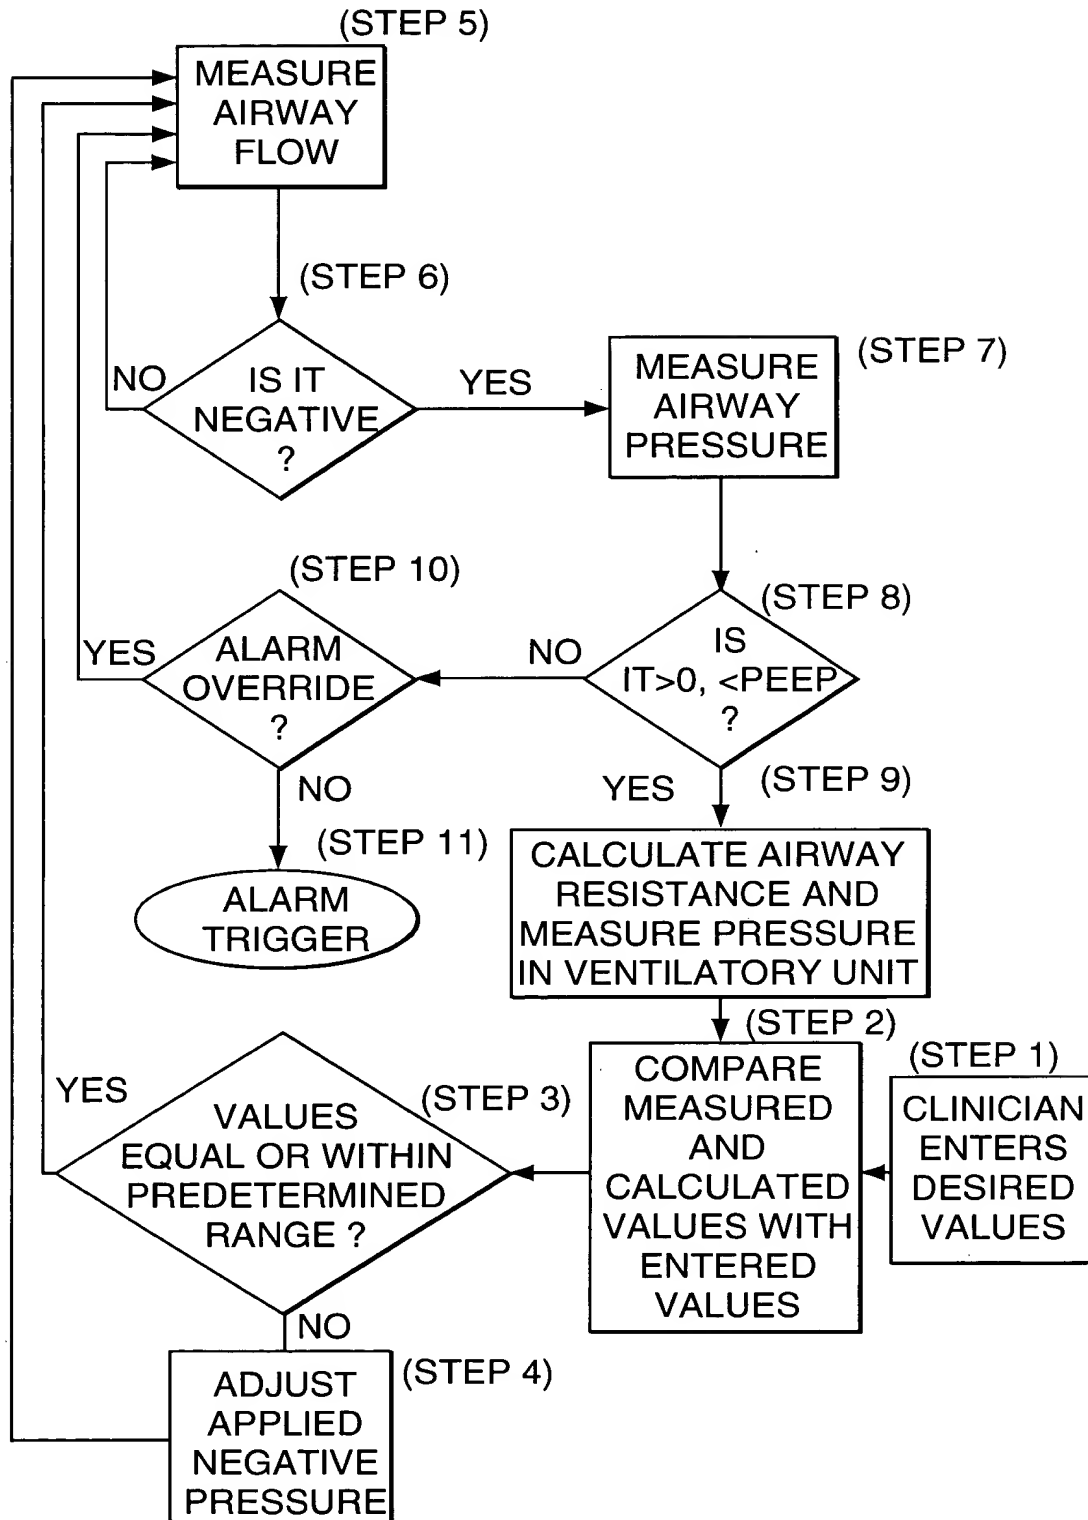 (STEP 5)
MEASURE
AIRWAY
FLOW
(STEP 6)
NO
IS IT
NEGATIVE
?
YES
MEASURE
AIRWAY
PRESSURE
(STEP 7)
(STEP 10)
YES
ALARM
OVERRIDE
?
NO
(STEP 8)
IS
IT>0, <PEEP
?
NO
(STEP 11)
ALARM
TRIGGER
YES
(STEP 9)
CALCULATE AIRWAY
RESISTANCE AND
MEASURE PRESSURE
IN VENTILATORY UNIT
(STEP 2)
COMPARE
MEASURED
AND
CALCULATED
VALUES WITH
ENTERED
VALUES
(STEP 1)
CLINICIAN
ENTERS
DESIRED
VALUES
YES
(STEP 3)
VALUES
EQUAL OR WITHIN
PREDETERMINED
RANGE ?
NO
(STEP 4)
ADJUST
APPLIED
NEGATIVE
PRESSURE